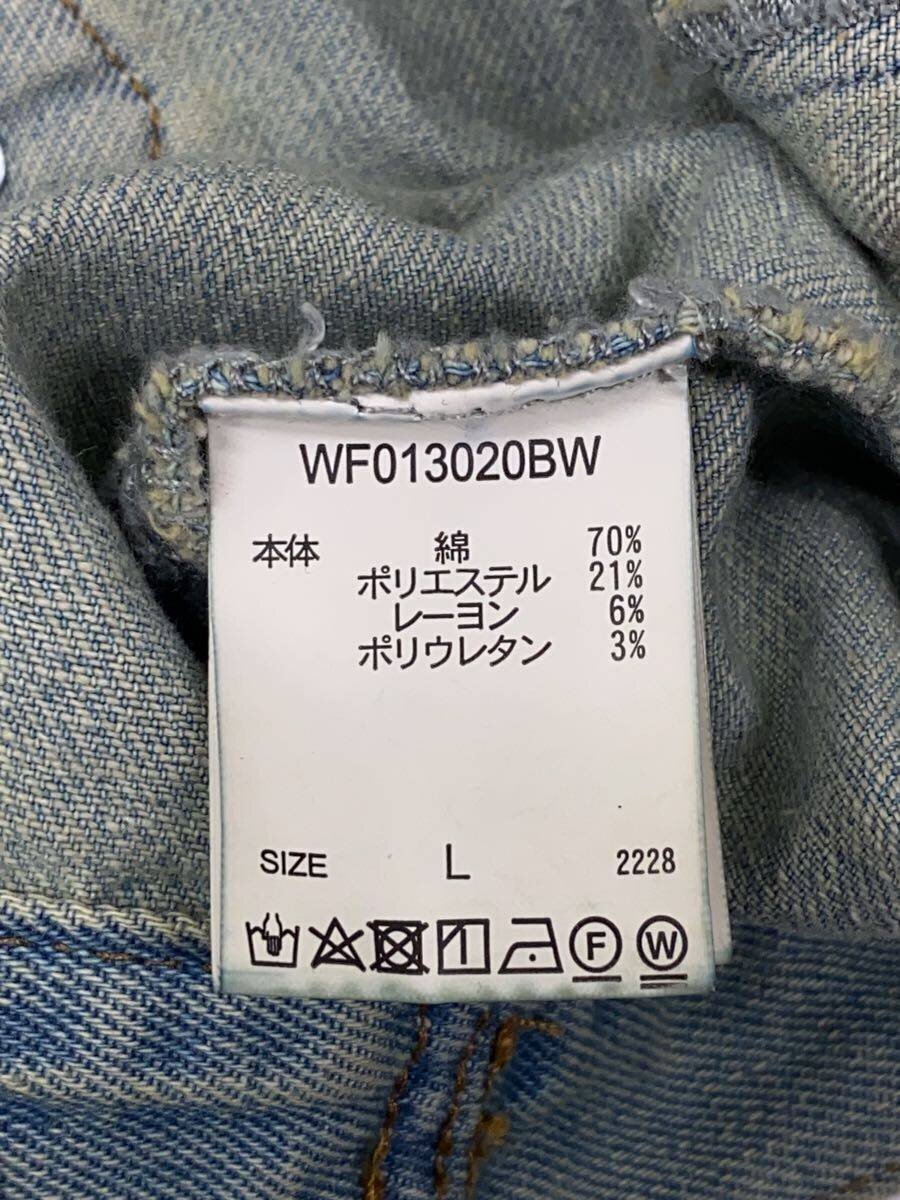 WF013020BW
本体 綿 70%
ポリエステル 21%
レーヨン 6%
ポリウレタン 3%
SIZE L 2228
F W